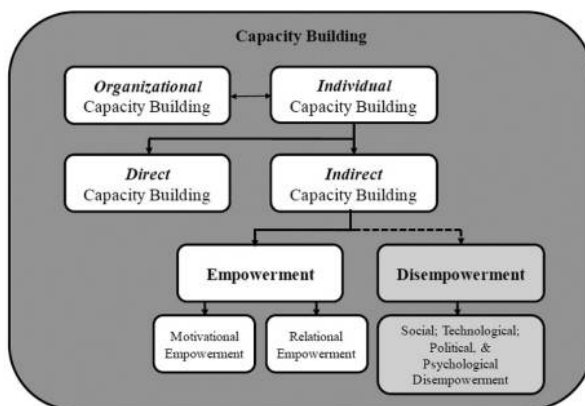 Capacity Building
Organizational
Capacity Building
Individual
Capacity Building
Direct
Capacity Building
Indirect
Capacity Building
Empowerment
Disempowerment
Motivational
Empowerment
Relational
Empowerment
Social; Technological;
Political, &
Psychological
Disempowerment